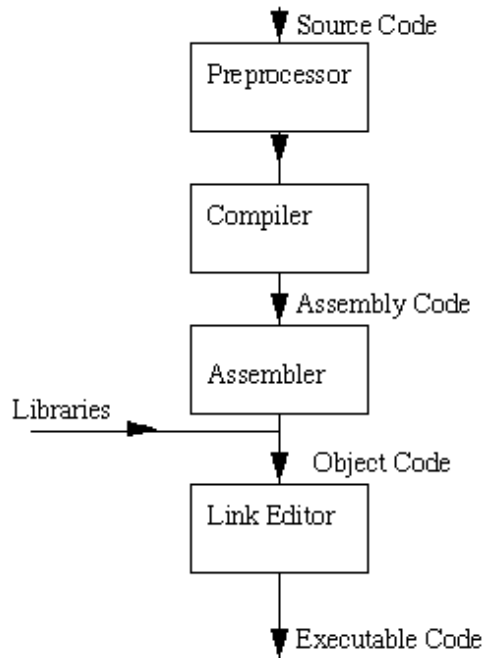 Source Code
Preprocessor
Compiler
Assembly Code
Assembler
Libraries
Object Code
Link Editor
Executable Code